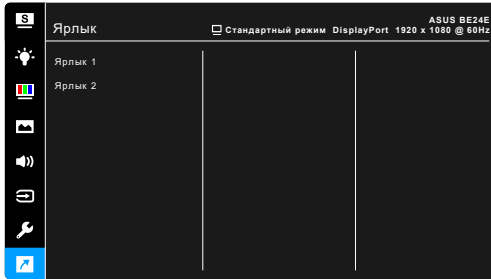 S
ASUS BE24E
Ярлык
Стандартный режим DisplayPort 1920 x 1080 @ 60Hz
Ярлык 1
Ярлык 2